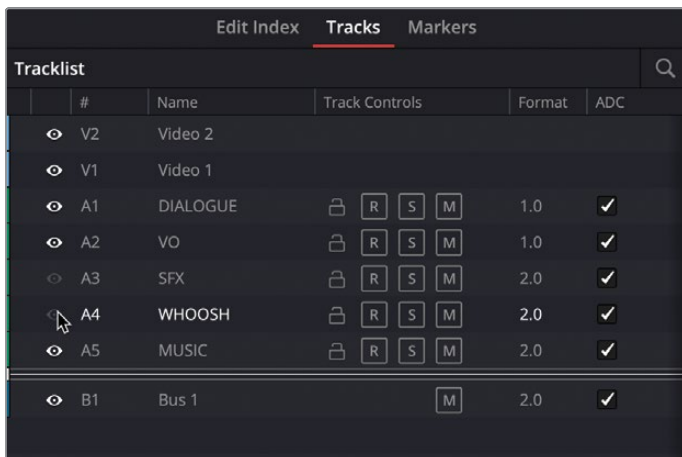 Edit Index Tracks Markers
Tracklist
# Name Track Controls Format ADC
V2 Video 2
V1 Video 1
A1 DIALOGUE R S M 1.0
A2 VO R S M 1.0
A3 SFX R S M 2.0
A4 WHOOSH R S M 2.0
A5 MUSIC R S M 2.0
B1 Bus 1 M 2.0